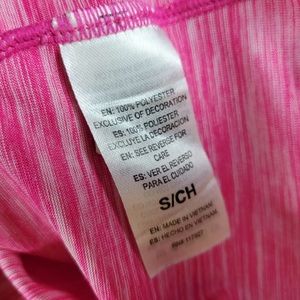 EN: 100% POLYESTER
EXCLUSIVE OF DECORATION
ES: 100% POLIESTER
EXCLUYE LA DECORACION
EN: SEE REVERSE FOR
CARE
ES: VER EL REVERSO
PARA EL CUIDADO
S/CH
EN: MADE IN VIETNAM
ES: HECHO EN VIETNAM